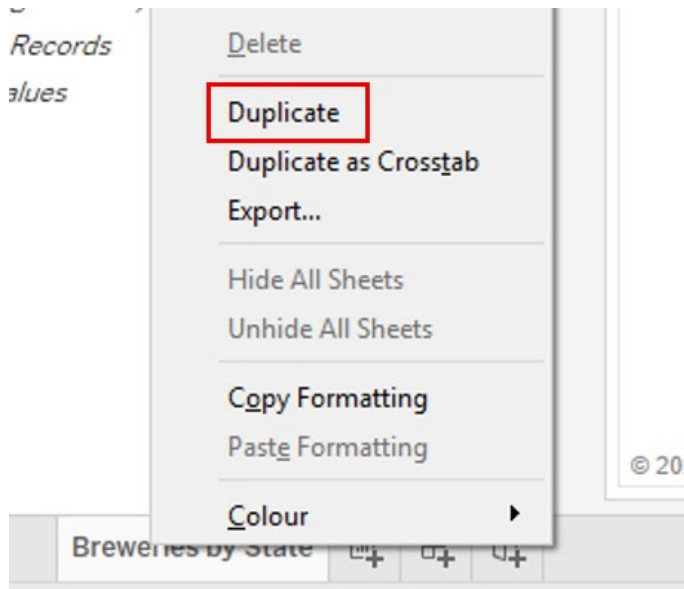 Records
Delete
Duplicate
Duplicate as Crosstab
Export...
Hide All Sheets
Unhide All Sheets
Copy Formatting
Paste Formatting
© 20
Colour
Breweries by State